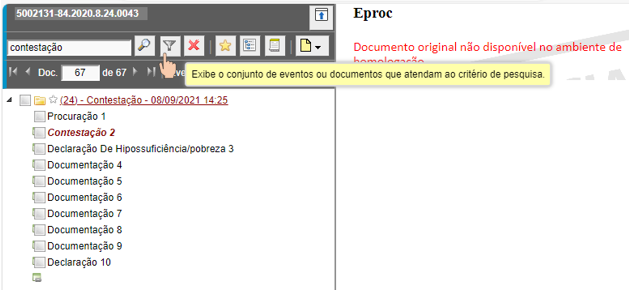 5002131-84.2020.8.24.0043
contestação
Doc. 67 de 67
Exibe o conjunto de eventos ou documentos que atendam ao critério de pesquisa.
(24) - Contestação - 08/09/2021 14:25
Procuração 1
Contestação 2
Declaração De Hipossuficiência/pobreza 3
Documentação 4
Documentação 5
Documentação 6
Documentação 7
Documentação 8
Documentação 9
Declaração 10
Eproc
Documento original não disponível no ambiente de
homologação